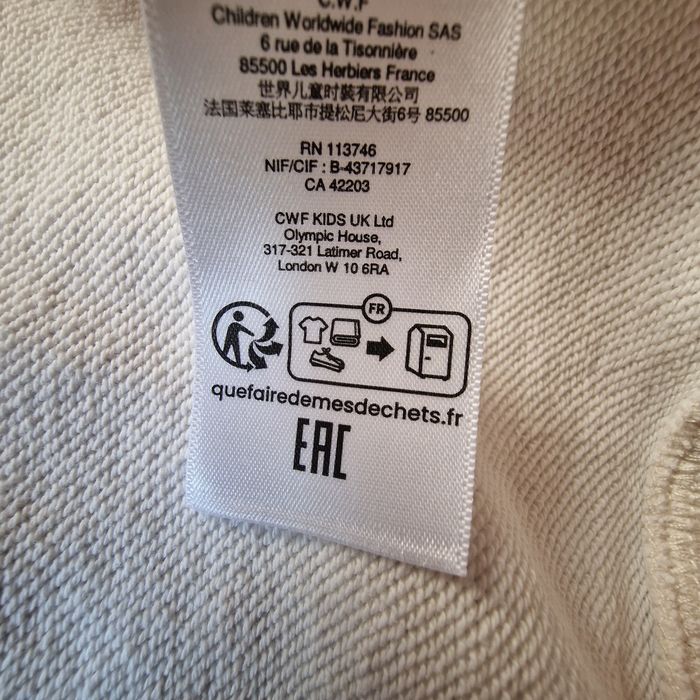 C.W.F
Children Worldwide Fashion SAS
6 rue de la Tisonnière
85500 Les Herbiers France
世界儿童时装有限公司
法国莱塞比耶市提松尼大街6号 85500
RN 113746
NIF/CIF : B-43717917
CA 42203
CWF KIDS UK Ltd
Olympic House,
317-321 Latimer Road,
London W 10 6RA
FR
quefairedemesdechets.fr
EAC